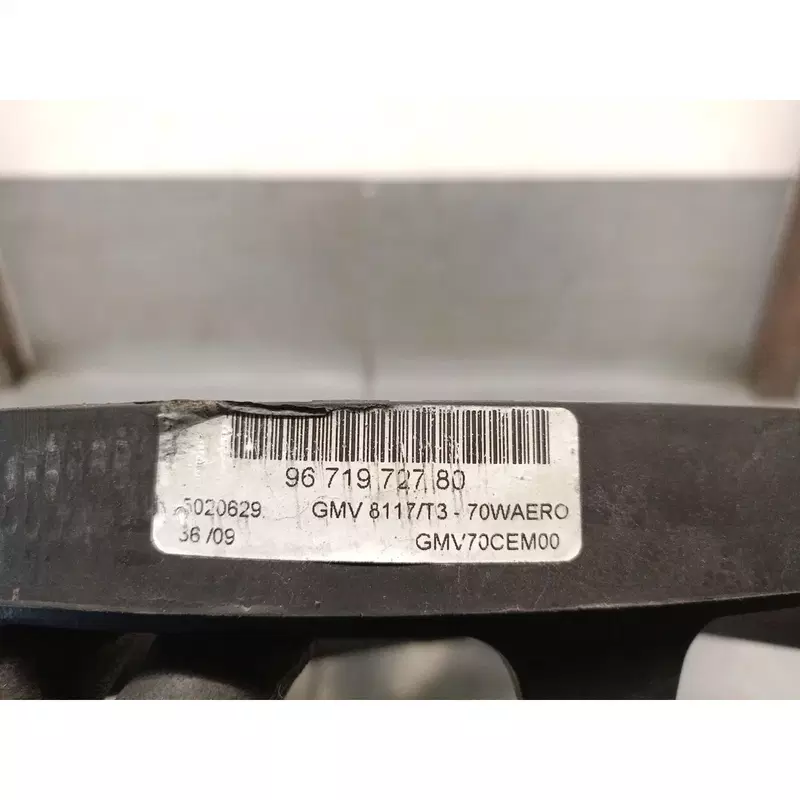 96 719 727 80
5020629 GMV 8117/T3 - 70WAERO
36 /09 GMV70CEM00